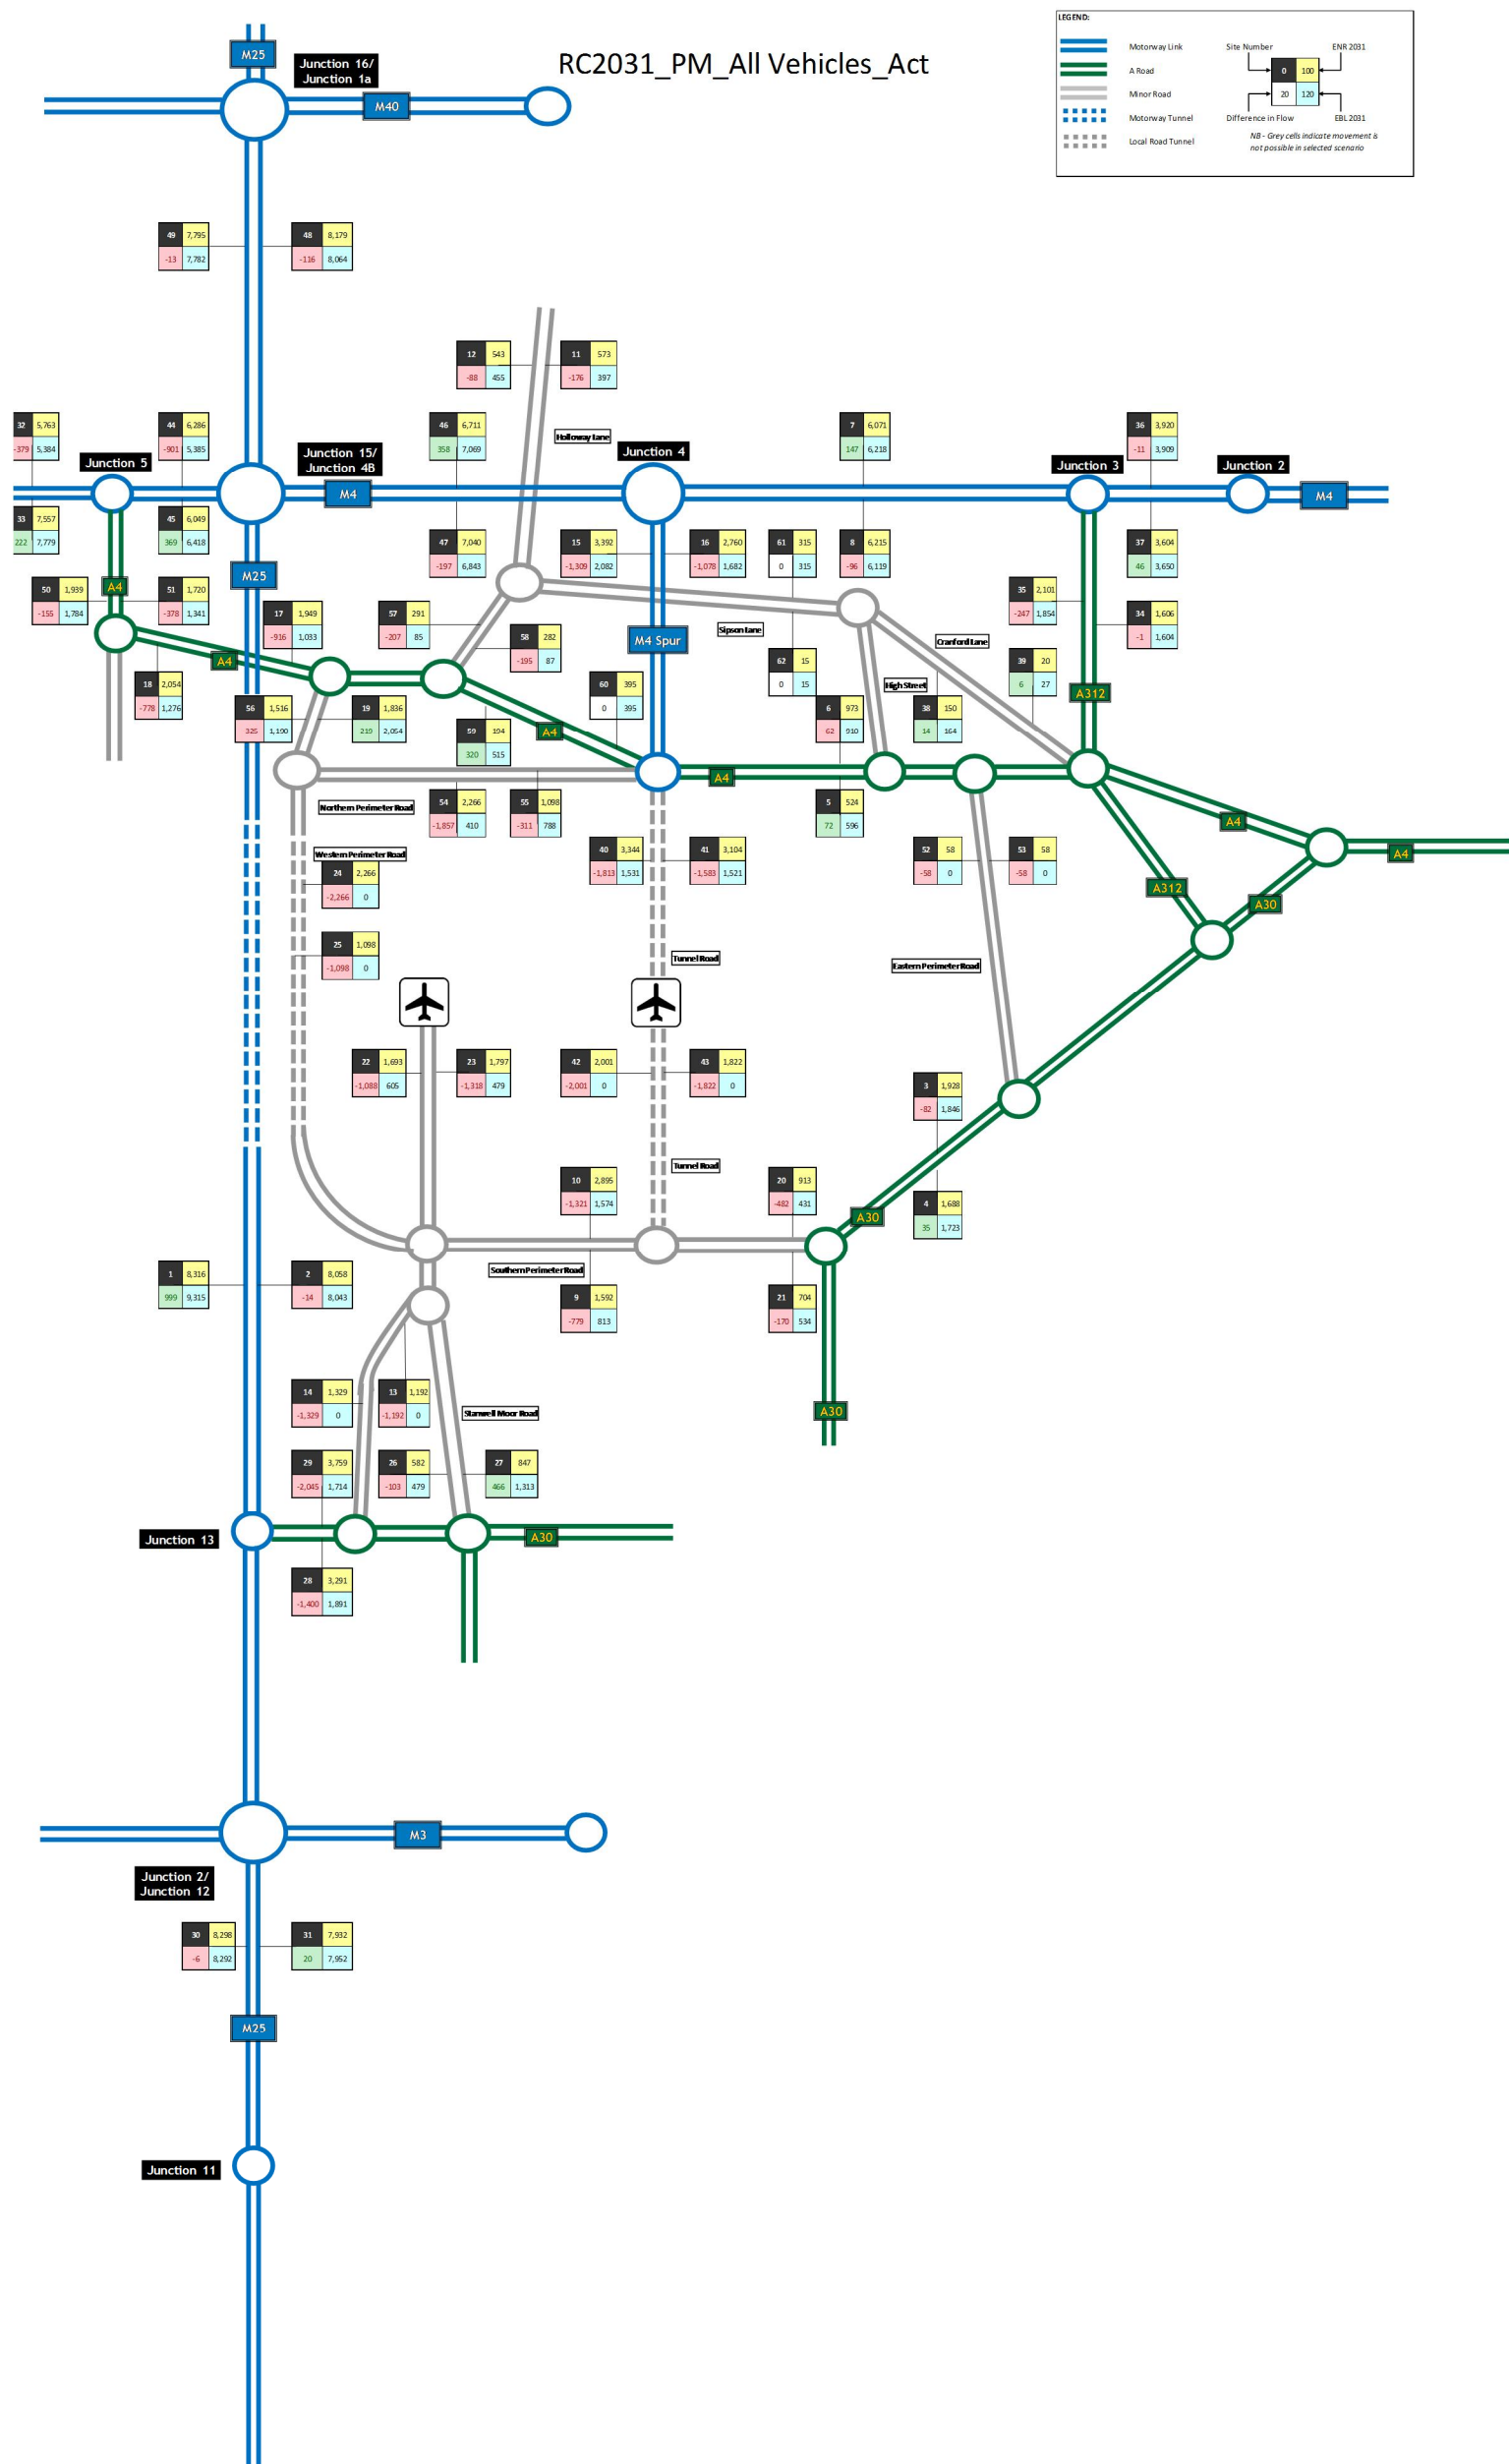 RC2031_PM_All Vehicles_Act
LEGEND:
Motorway Link
A Road
Minor Road
Motorway Tunnel
Local Road Tunnel
Site Number
ENR 2031
0 100
20 120
Difference in Flow
EBL 2031
NB - Grey cells indicate movement is
not possible in selected scenario
M25
Junction 16/
Junction 1a
M40
49 7,795
-13 7,782
48 8,179
-116 8,064
12 543
-88 455
11 573
-176 397
32 5,763
-379 5,384
44 6,286
-901 5,385
46 6,711
358 7,069
Holloway Lane
7 6,071
147 6,218
36 3,920
-11 3,909
Junction 5
Junction 15/
Junction 4B
Junction 4
Junction 3
Junction 2
M4
M4
33 7,557
222 7,779
45 6,049
369 6,418
47 7,040
-197 6,843
15 3,392
-1,309 2,082
16 2,760
-1,078 1,682
61 315
0 315
8 6,215
-96 6,119
37 3,604
46 3,650
M25
A4
50 1,939
-155 1,784
51 1,720
-378 1,341
17 1,949
-916 1,033
57 291
-207 85
58 282
-195 87
M4 Spur
Sipson Lane
Cranford Lane
35 2,101
-247 1,854
34 1,606
-1 1,604
A4
18 2,054
-778 1,276
60 395
0 395
62 15
0 15
High Street
39 20
6 27
A312
56 1,516
325 1,190
19 1,836
219 2,054
59 194
320 515
A4
6 973
62 910
38 150
14 164
A4
Northern Perimeter Road
54 2,266
-1,857 410
55 1,098
-311 788
5 524
72 596
A4
A4
Western Perimeter Road
24 2,266
-2,266 0
40 3,344
-1,813 1,531
41 3,104
-1,583 1,521
52 58
-58 0
53 58
-58 0
A312
A30
25 1,098
-1,098 0
Tunnel Road
Eastern Perimeter Road
22 1,693
-1,088 605
23 1,797
-1,318 479
42 2,001
-2,001 0
43 1,822
-1,822 0
3 1,928
-82 1,846
Tunnel Road
10 2,895
-1,321 1,574
20 913
-482 431
A30
4 1,688
35 1,723
1 8,316
999 9,315
2 8,058
-14 8,043
Southern Perimeter Road
9 1,592
-779 813
21 704
-170 534
14 1,329
-1,329 0
13 1,192
-1,192 0
Stanwell Moor Road
A30
29 3,759
-2,045 1,714
26 582
-103 479
27 847
466 1,313
Junction 13
A30
28 3,291
-1,400 1,891
M3
Junction 2/
Junction 12
30 8,298
-6 8,292
31 7,932
20 7,952
M25
Junction 11